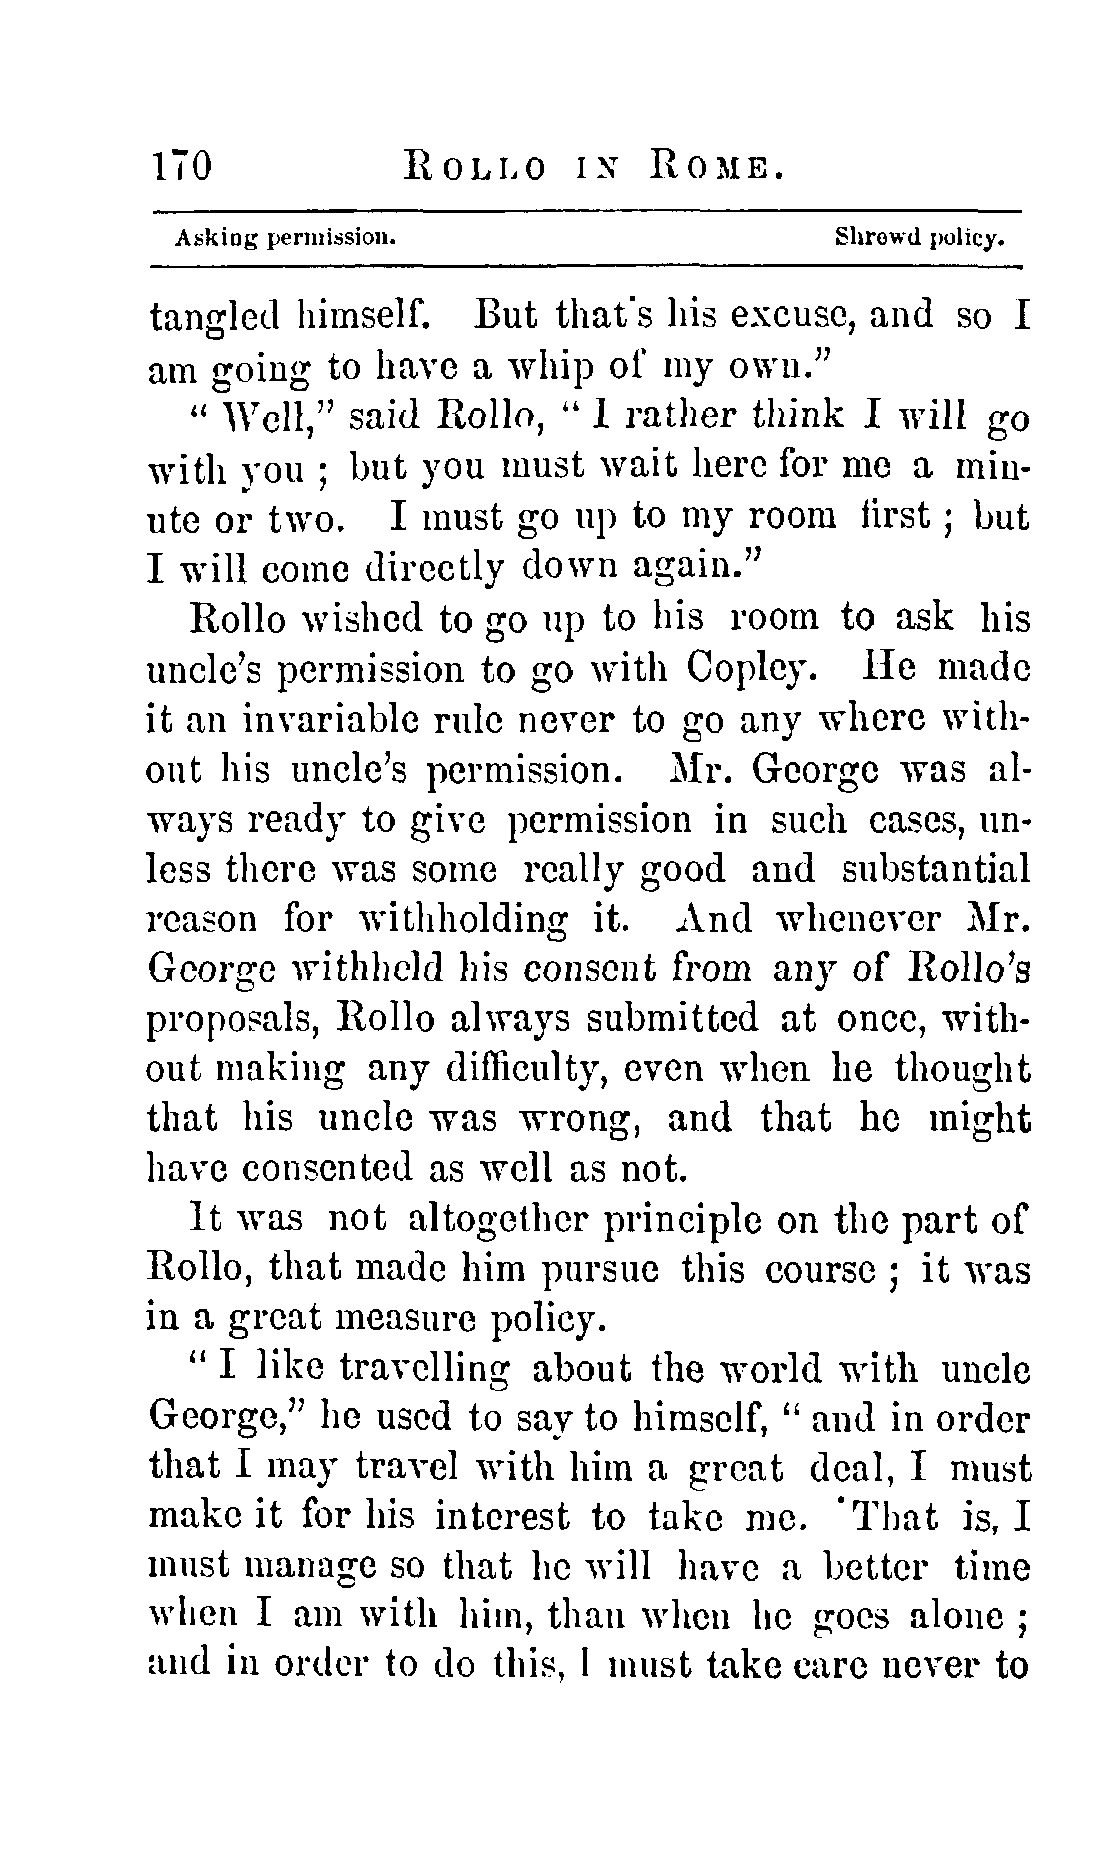 170 ROLLO IN ROME.
Asking permission. Shrewd policy.
tangled himself. But that's his excuse, and so I
am going to have a whip of my own."
" Well," said Rollo, " I rather think I will go
with you ; but you must wait here for me a min-
ute or two. I must go up to my room first ; but
I will come directly down again."
Rollo wished to go up to his room to ask his
uncle's permission to go with Copley. He made
it an invariable rule never to go any where with-
out his uncle's permission. Mr. George was al-
ways ready to give permission in such cases, un-
less there was some really good and substantial
reason for withholding it. And whenever Mr.
George withheld his consent from any of Rollo's
proposals, Rollo always submitted at once, with-
out making any difficulty, even when he thought
that his uncle was wrong, and that he might
have consented as well as not.
It was not altogether principle on the part of
Rollo, that made him pursue this course ; it was
in a great measure policy.
" I like travelling about the world with uncle
George," he used to say to himself, " and in order
that I may travel with him a great deal, I must
make it for his interest to take me. That is, I
must manage so that he will have a better time
when I am with him, than when he goes alone ;
and in order to do this, I must take care never to